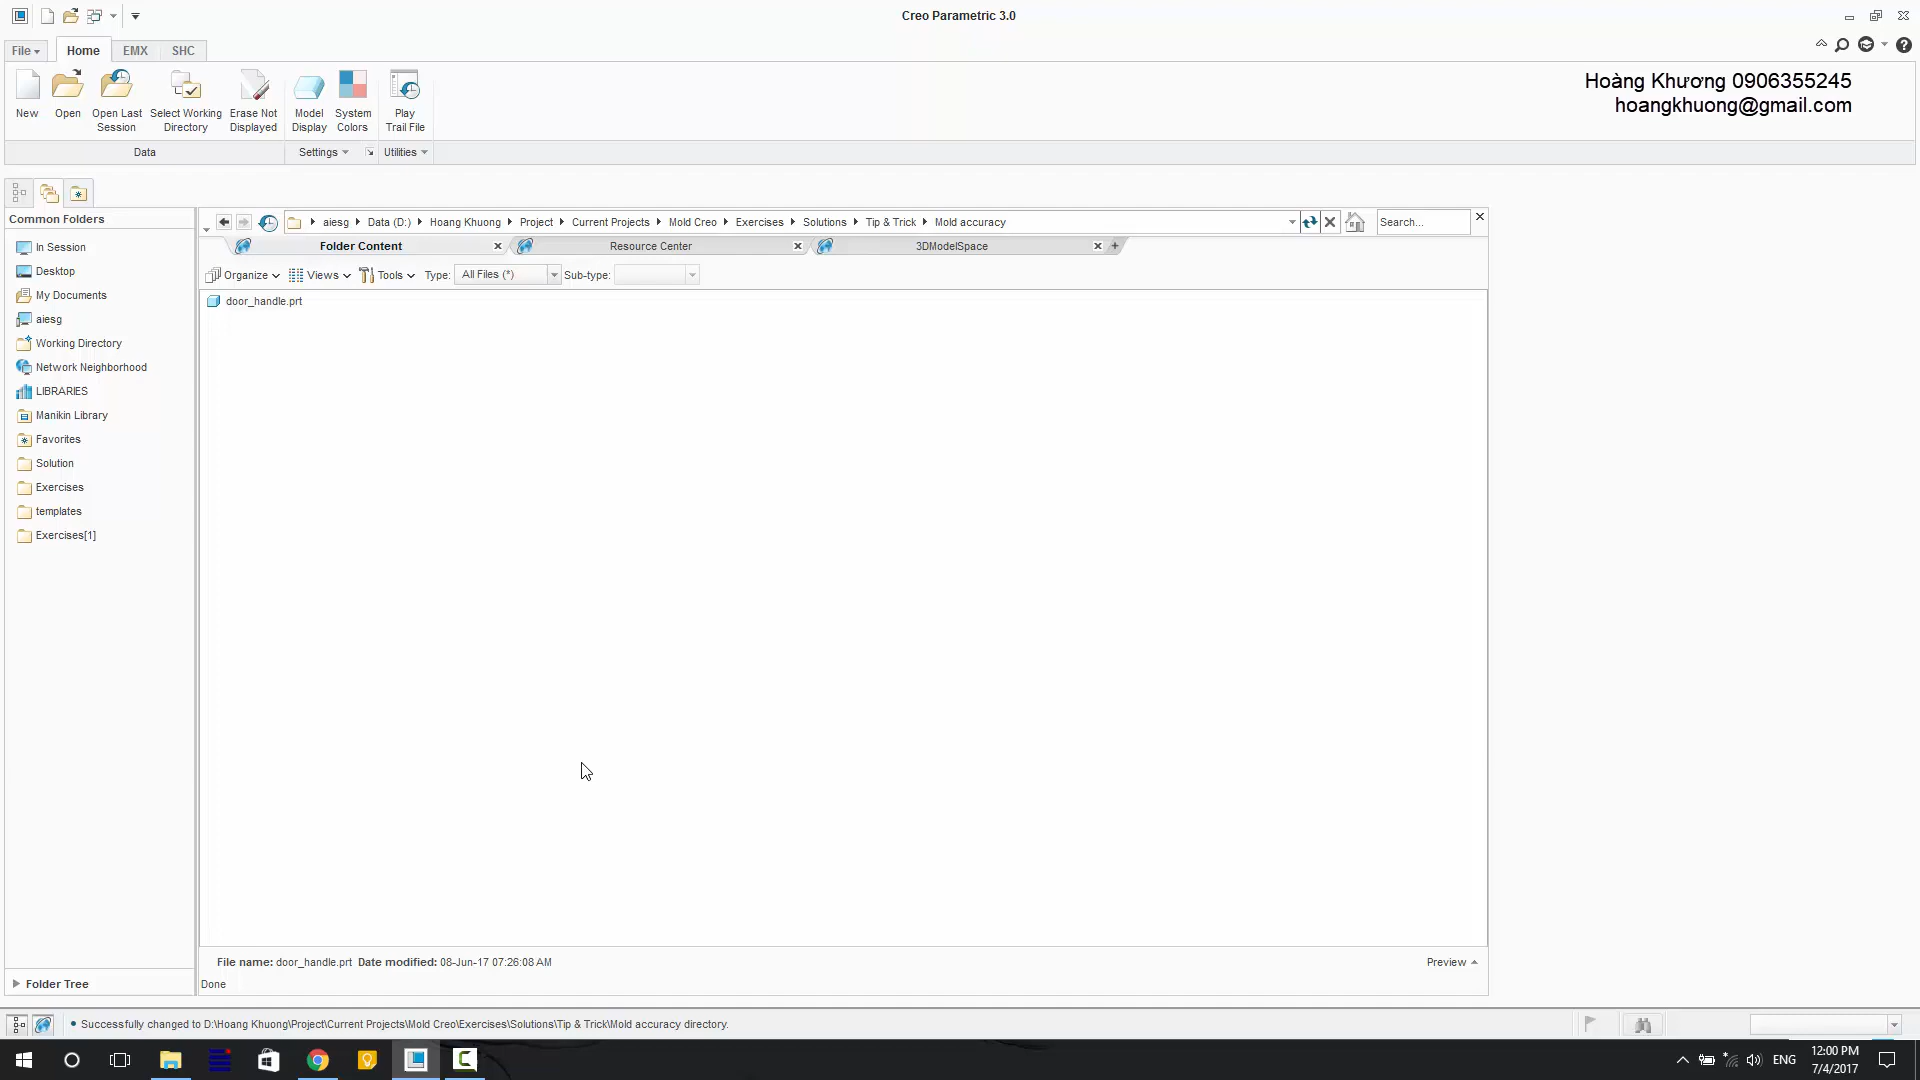 Creo Parametric 3.0
File
Home
EMX
SHC
New
Open
Open Last Session
Select Working Directory
Erase Not Displayed
Model Display
System Colors
Play Trail File
Data
Settings
Utilities
Hoàng Khương 0906355245
hoangkhuong@gmail.com
Common Folders
In Session
Desktop
My Documents
aiesg
Working Directory
Network Neighborhood
LIBRARIES
Manikin Library
Favorites
Solution
Exercises
templates
Exercises[1]
Folder Tree
aiesg Data (D:) Hoang Khuong Project Current Projects Mold Creo Exercises Solutions Tip & Trick Mold accuracy
Search...
Folder Content
Resource Center
3DModelSpace
Organize Views Tools Type: All Files (*) Sub-type:
door_handle.prt
File name: door_handle.prt Date modified: 08-Jun-17 07:26:08 AM
Preview
Done
Successfully changed to D:\Hoang Khuong\Project\Current Projects\Mold Creo\Exercises\Solutions\Tip & Trick\Mold accuracy directory.
ENG
12:00 PM
7/4/2017